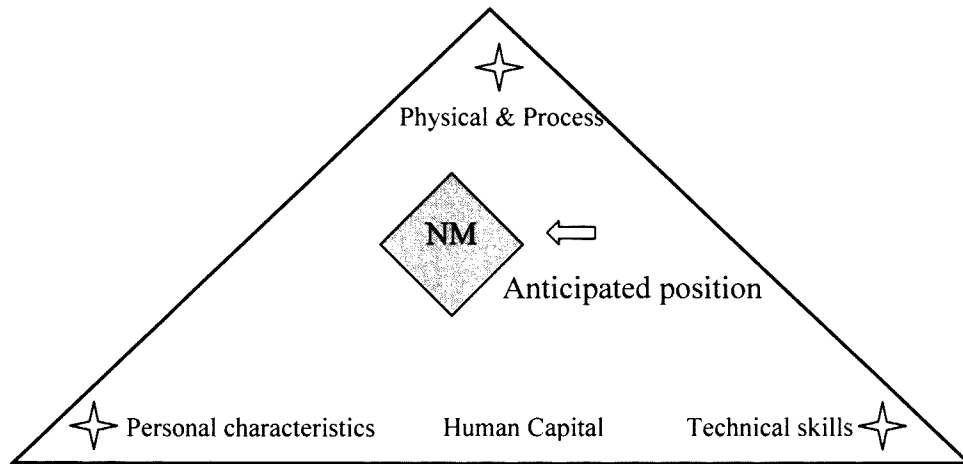 Physical & Process
NM
Anticipated position
Personal characteristics Human Capital Technical skills